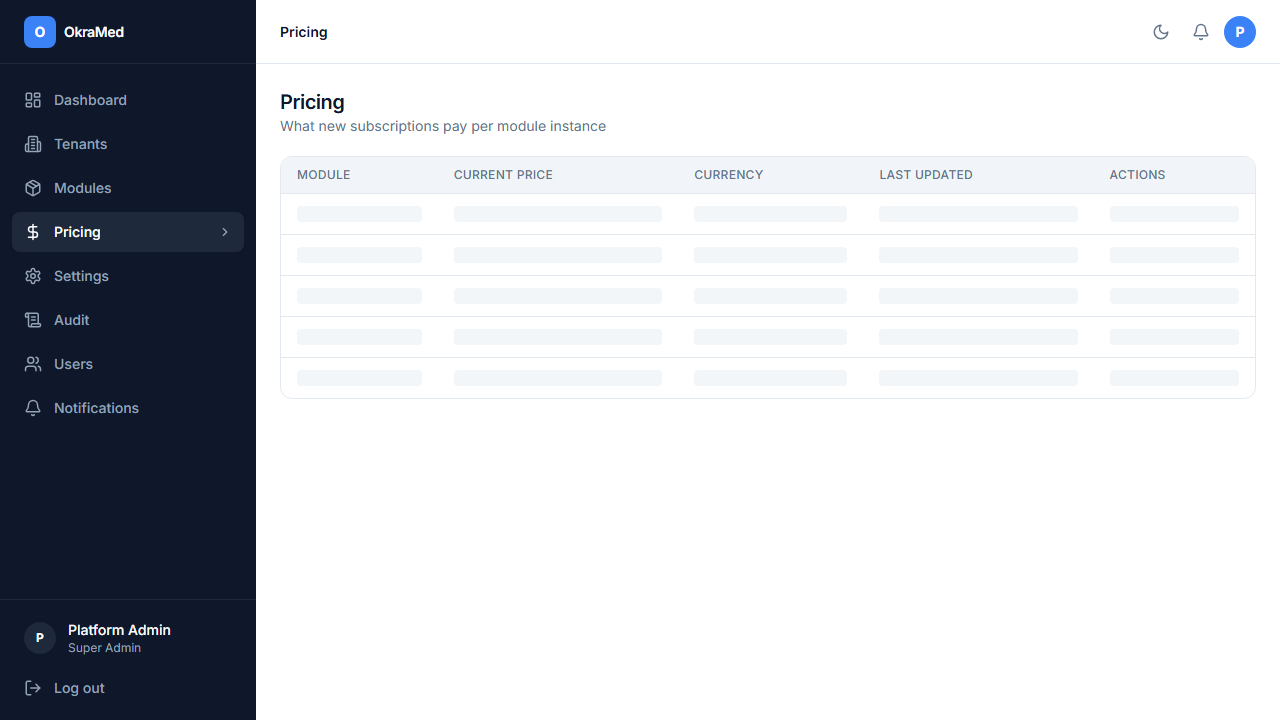 O OkraMed
Dashboard
Tenants
Modules
Pricing
Settings
Audit
Users
Notifications
P Platform Admin
Super Admin
Log out
Pricing
P
Pricing
What new subscriptions pay per module instance
MODULE CURRENT PRICE CURRENCY LAST UPDATED ACTIONS